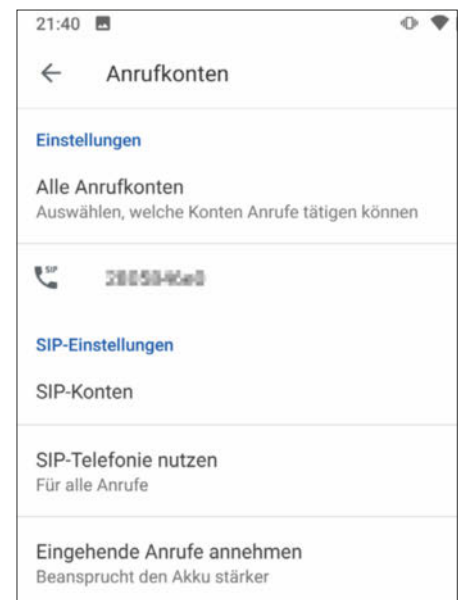 21:40
Anrufkonten
Einstellungen
Alle Anrufkonten
Auswählen, welche Konten Anrufe tätigen können
SIP
SIP-Einstellungen
SIP-Konten
SIP-Telefonie nutzen
Für alle Anrufe
Eingehende Anrufe annehmen
Beansprucht den Akku stärker